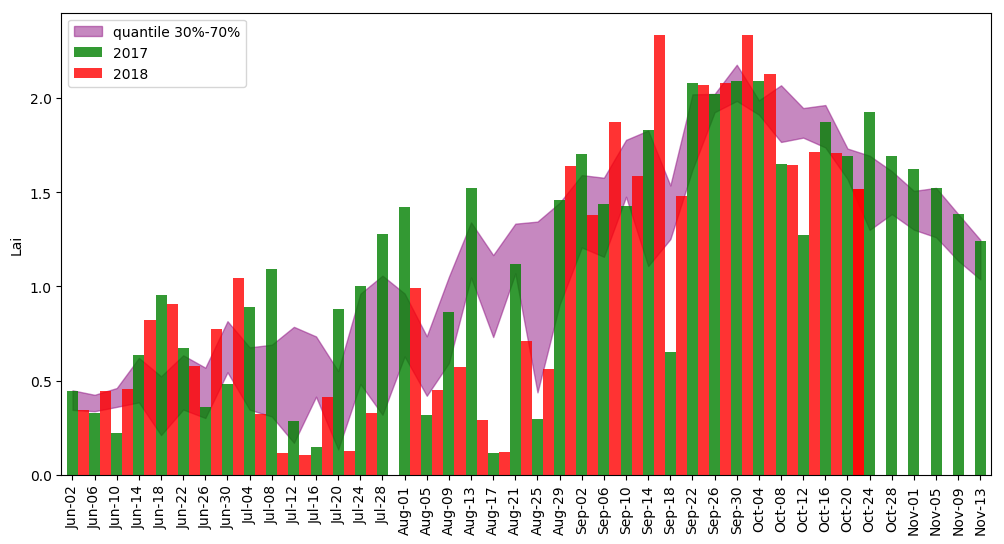 quantile 30%-70%
2017
2018
Lai
2.0
1.5
1.0
0.5
0.0
Jun-02
Jun-06
Jun-10
Jun-14
Jun-18
Jun-22
Jun-26
Jun-30
Jul-04
Jul-08
Jul-12
Jul-16
Jul-20
Jul-24
Jul-28
Aug-01
Aug-05
Aug-09
Aug-13
Aug-17
Aug-21
Aug-25
Aug-29
Sep-02
Sep-06
Sep-10
Sep-14
Sep-18
Sep-22
Sep-26
Sep-30
Oct-04
Oct-08
Oct-12
Oct-16
Oct-20
Oct-24
Oct-28
Nov-01
Nov-05
Nov-09
Nov-13